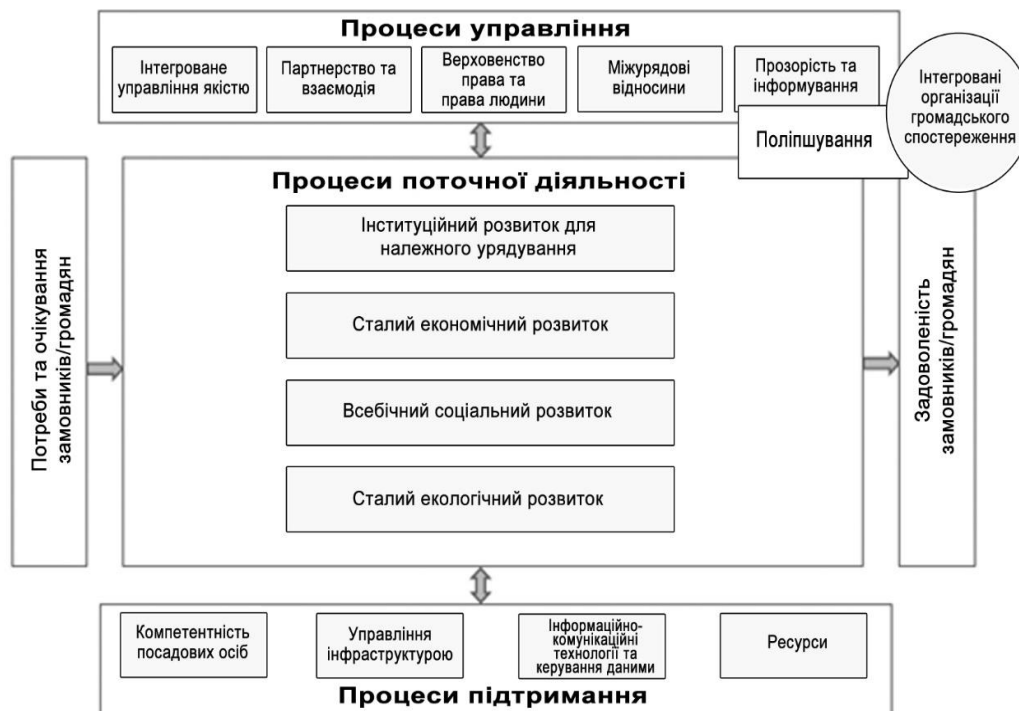 Процеси управління
Інтегроване
управління якістю
Партнерство та
взаємодія
Верховенство
права та
права людини
Міжурядові
відносини
Прозорість та
інформування
Інтегровані
організації
громадського
спостереження
Поліпшування
Потреби та очікування
замовників/громадян
Процеси поточної діяльності
Інституційний розвиток для
належного урядування
Сталий економічний розвиток
Всебічний соціальний розвиток
Сталий екологічний розвиток
Задоволеність
замовників/громадян
Компетентність
посадових осіб
Управління
інфраструктурою
Інформаційно-
комунікаційні
технології та
керування даними
Ресурси
Процеси підтримання